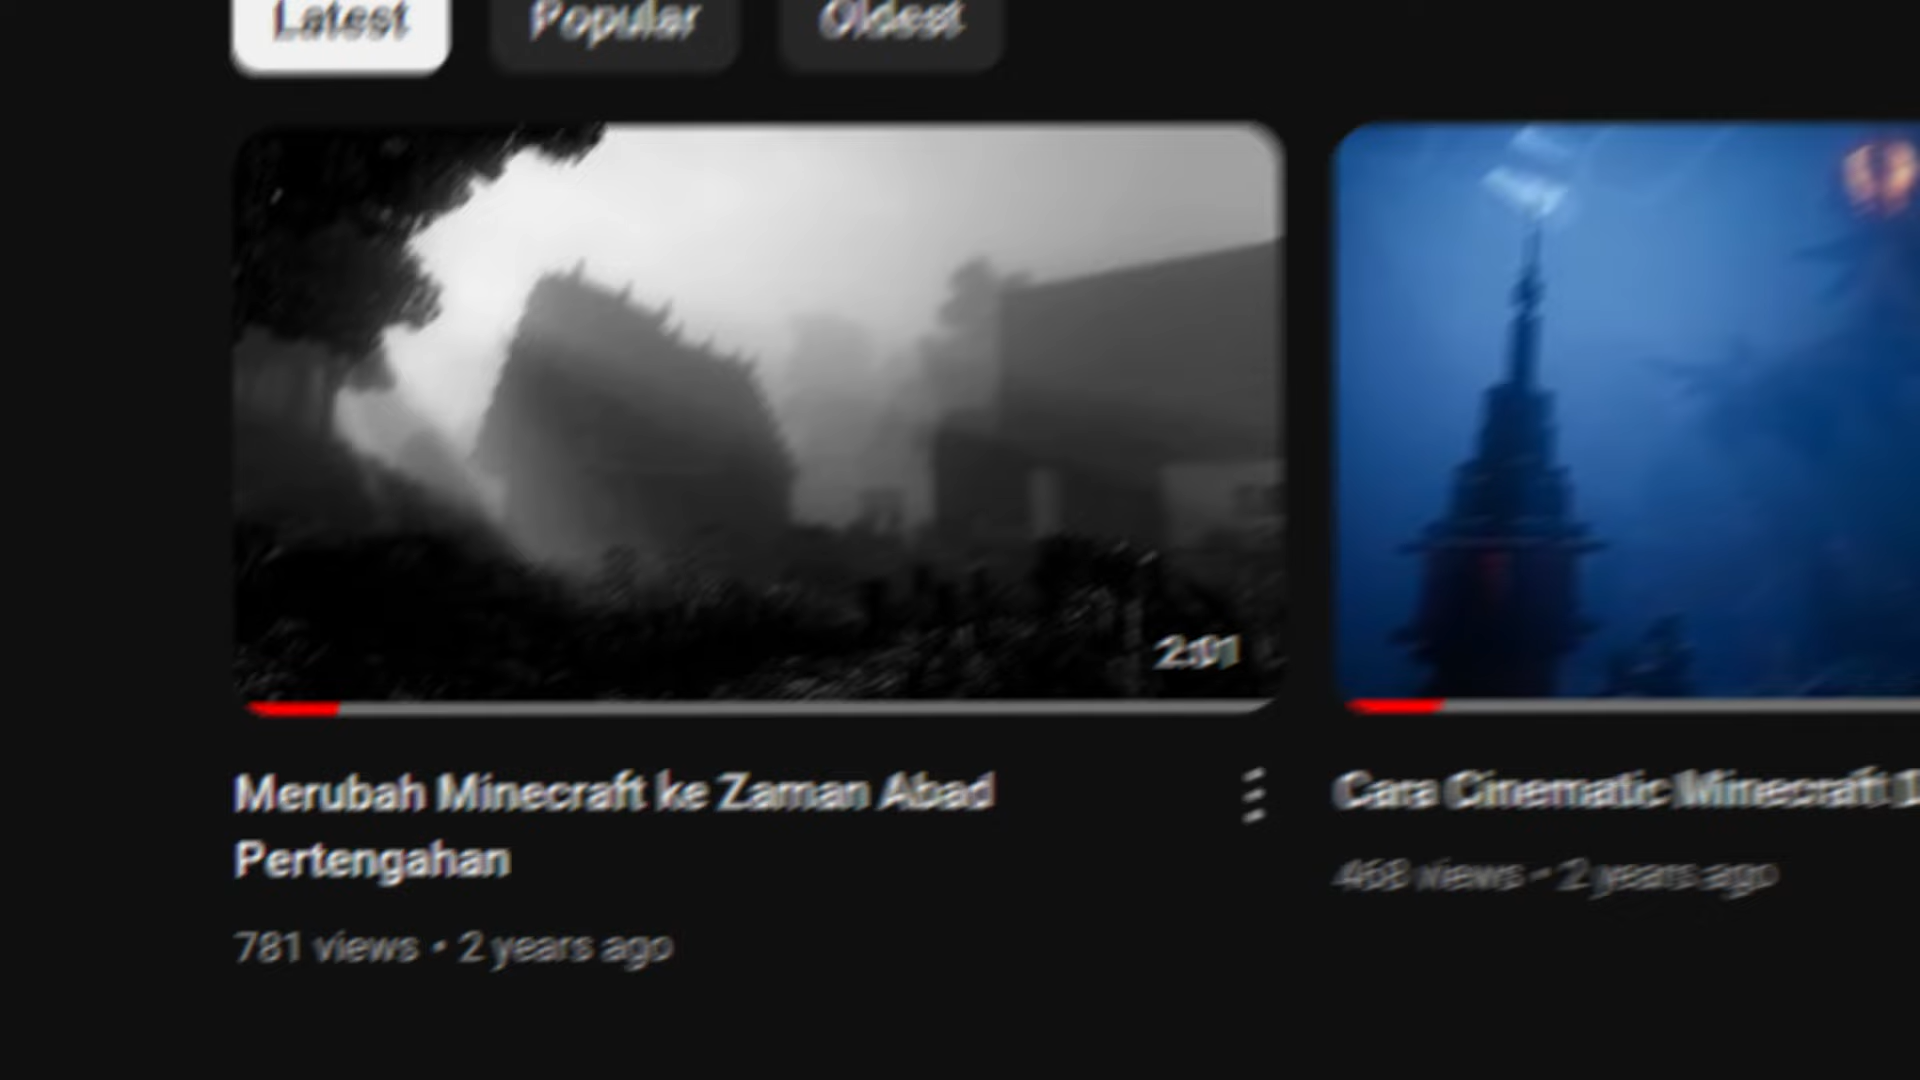 Latest Popular Oldest
2:01
Merubah Minecraft ke Zaman Abad
Pertengahan
781 views • 2 years ago
Cara Cinematic Minecraft
468 views • 2 years ago